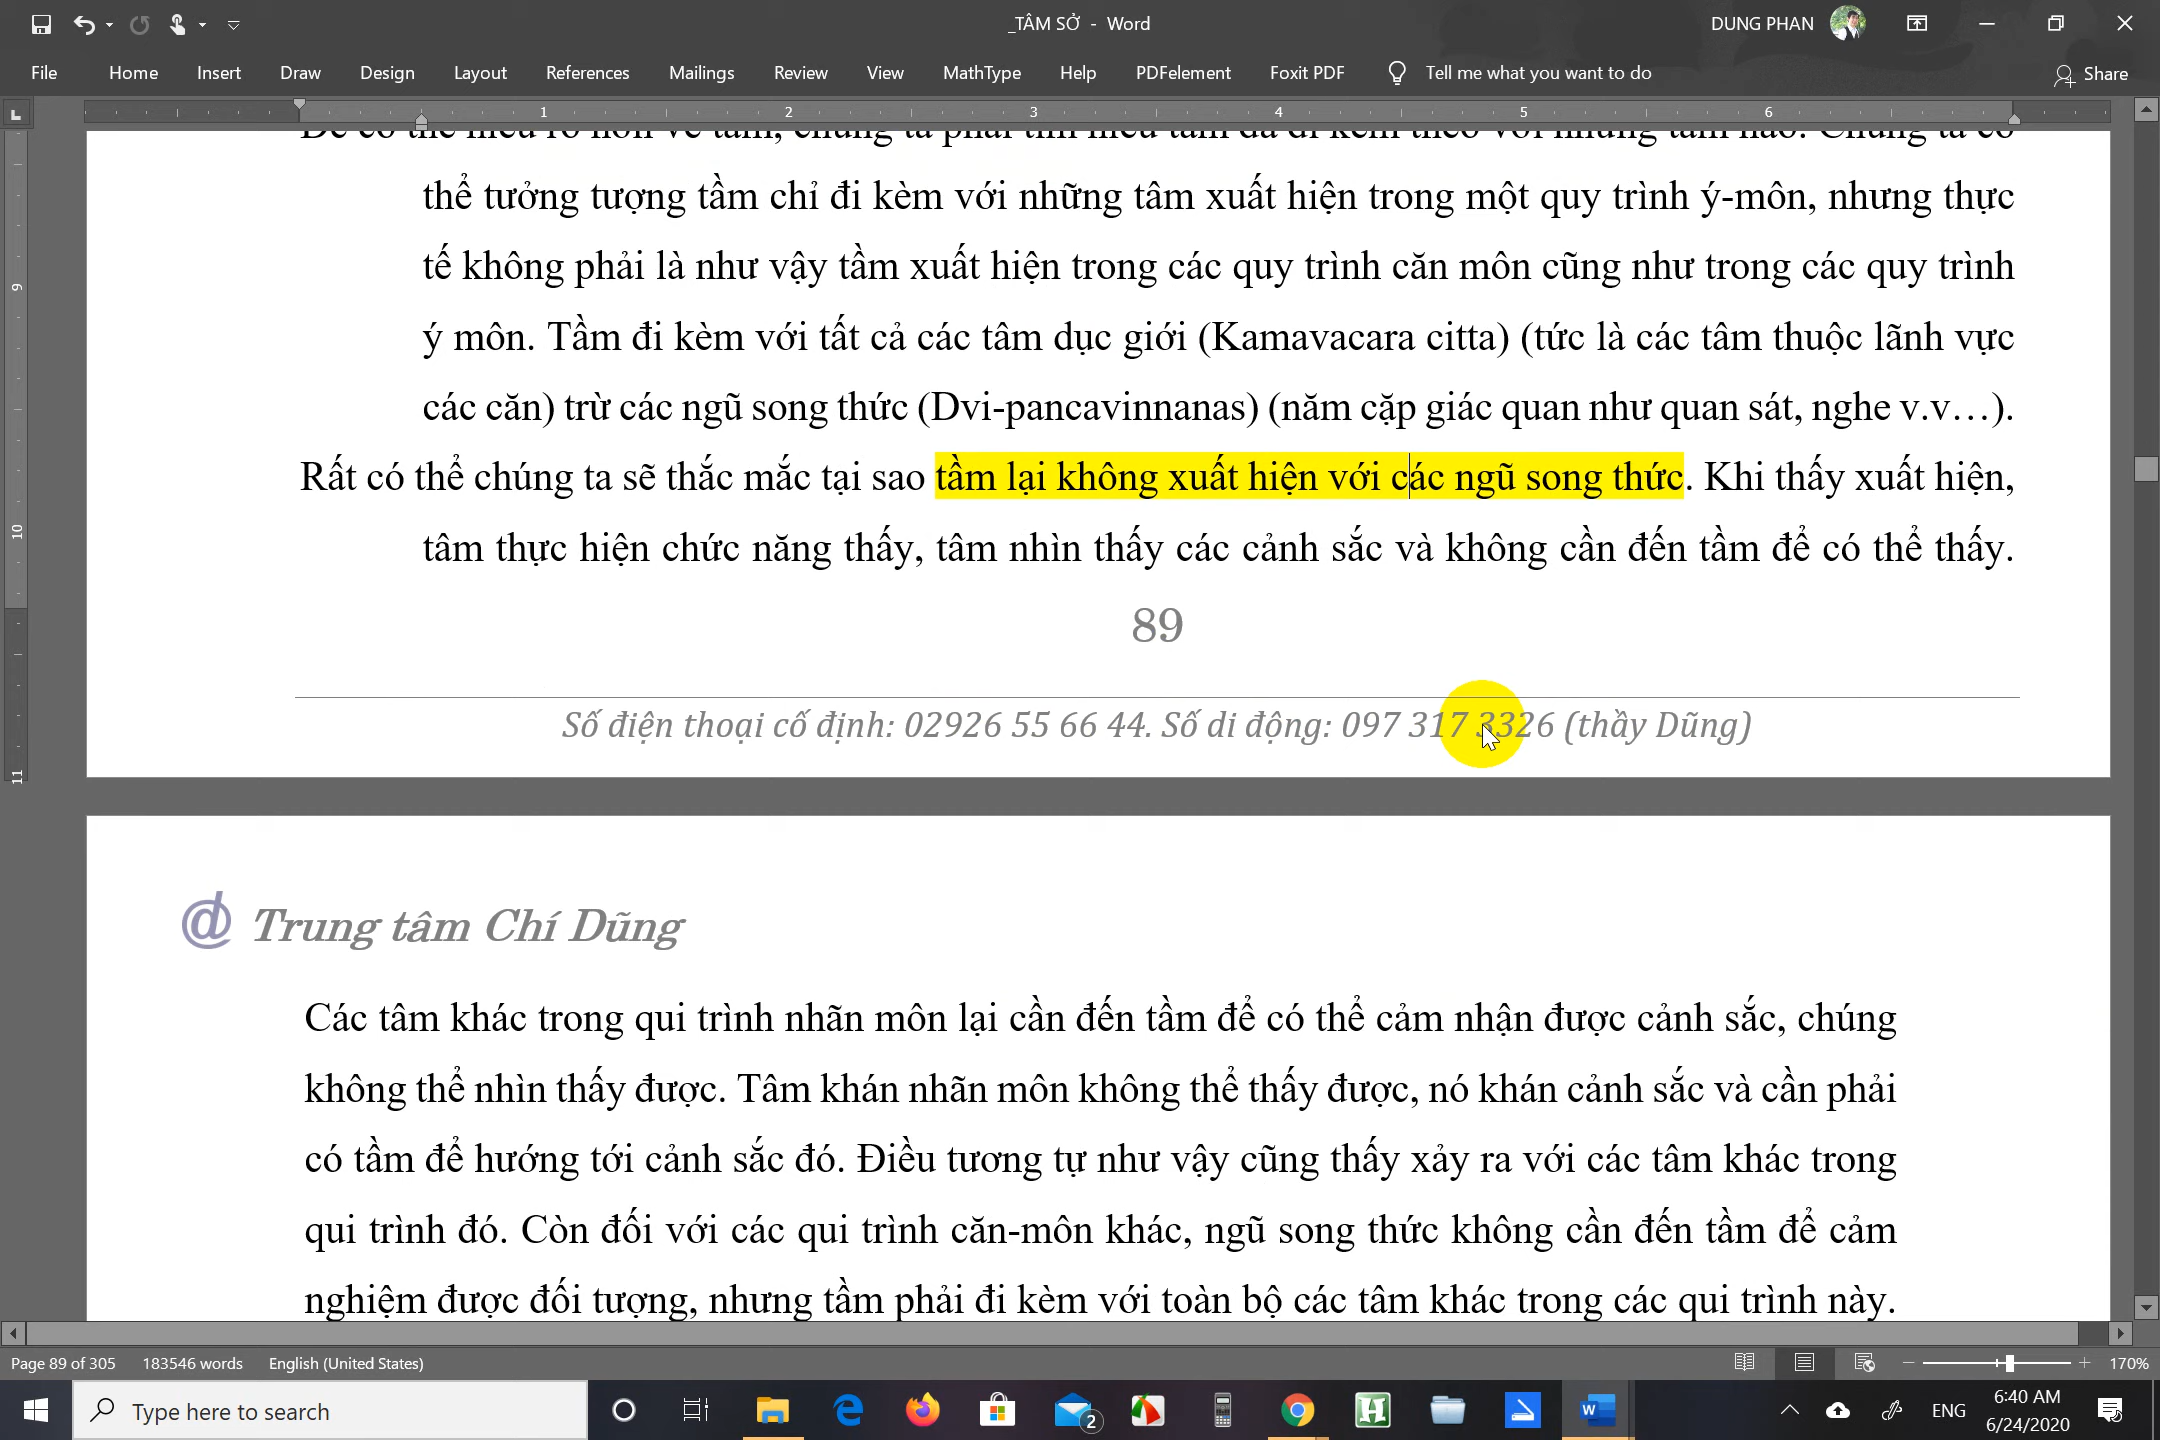 _TÂM SỞ - Word
DUNG PHAN
File Home Insert Draw Design Layout References Mailings Review View MathType Help PDFelement Foxit PDF Tell me what you want to do Share
1 2 3 4 5 6
thể tưởng tượng tầm chỉ đi kèm với những tâm xuất hiện trong một quy trình ý-môn, nhưng thực
tế không phải là như vậy tầm xuất hiện trong các quy trình căn môn cũng như trong các quy trình
ý môn. Tầm đi kèm với tất cả các tâm dục giới (Kamavacara citta) (tức là các tâm thuộc lãnh vực
các căn) trừ các ngũ song thức (Dvi-pancavinnanas) (năm cặp giác quan như quan sát, nghe v.v…).
Rất có thể chúng ta sẽ thắc mắc tại sao tầm lại không xuất hiện với các ngũ song thức. Khi thấy xuất hiện,
tâm thực hiện chức năng thấy, tâm nhìn thấy các cảnh sắc và không cần đến tầm để có thể thấy.
9
10
11
89
Số điện thoại cố định: 02926 55 66 44. Số di động: 097 317 3326 (thầy Dũng)
@ Trung tâm Chí Dũng
Các tâm khác trong qui trình nhãn môn lại cần đến tầm để có thể cảm nhận được cảnh sắc, chúng
không thể nhìn thấy được. Tâm khán nhãn môn không thể thấy được, nó khán cảnh sắc và cần phải
có tầm để hướng tới cảnh sắc đó. Điều tương tự như vậy cũng thấy xảy ra với các tâm khác trong
qui trình đó. Còn đối với các qui trình căn-môn khác, ngũ song thức không cần đến tầm để cảm
nghiệm được đối tượng, nhưng tầm phải đi kèm với toàn bộ các tâm khác trong các qui trình này.
Page 89 of 305 183546 words English (United States) 170%
Type here to search
2
ENG
6:40 AM
6/24/2020